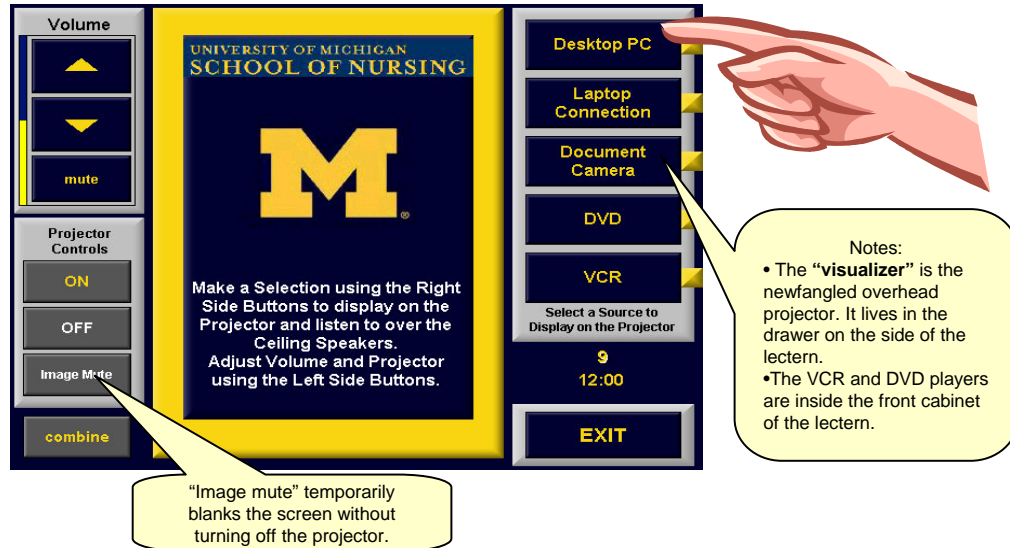 Volume
mute
Projector
Controls
ON
OFF
Image Mute
combine
UNIVERSITY OF MICHIGAN
SCHOOL OF NURSING
M
®
Make a Selection using the Right
Side Buttons to display on the
Projector and listen to over the
Ceiling Speakers.
Adjust Volume and Projector
using the Left Side Buttons.
Desktop PC
Laptop
Connection
Document
Camera
DVD
VCR
Select a Source to
Display on the Projector
9
12:00
EXIT
Notes:
• The “visualizer” is the
newfangled overhead
projector. It lives in the
drawer on the side of the
lectern.
•The VCR and DVD players
are inside the front cabinet
of the lectern.
“Image mute” temporarily
blanks the screen without
turning off the projector.